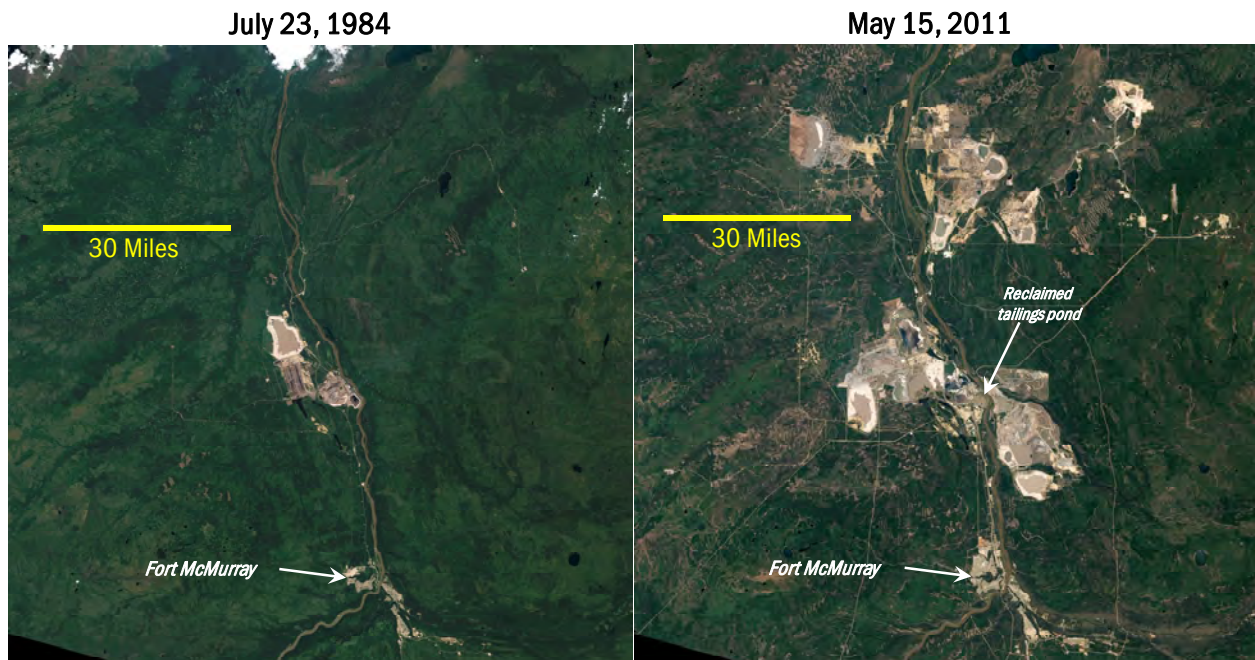 July 23, 1984
May 15, 2011
30 Miles
30 Miles
Reclaimed
tailings pond
Fort McMurray
Fort McMurray